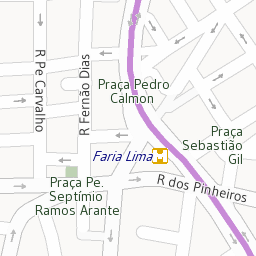 R Pe Carvalho
R Fernão Dias
Praça Pedro
Calmon
Praça
Sebastião
Gil
Faria Lima
R dos Pinheiros
Praça Pe.
Septímio
Ramos Arante